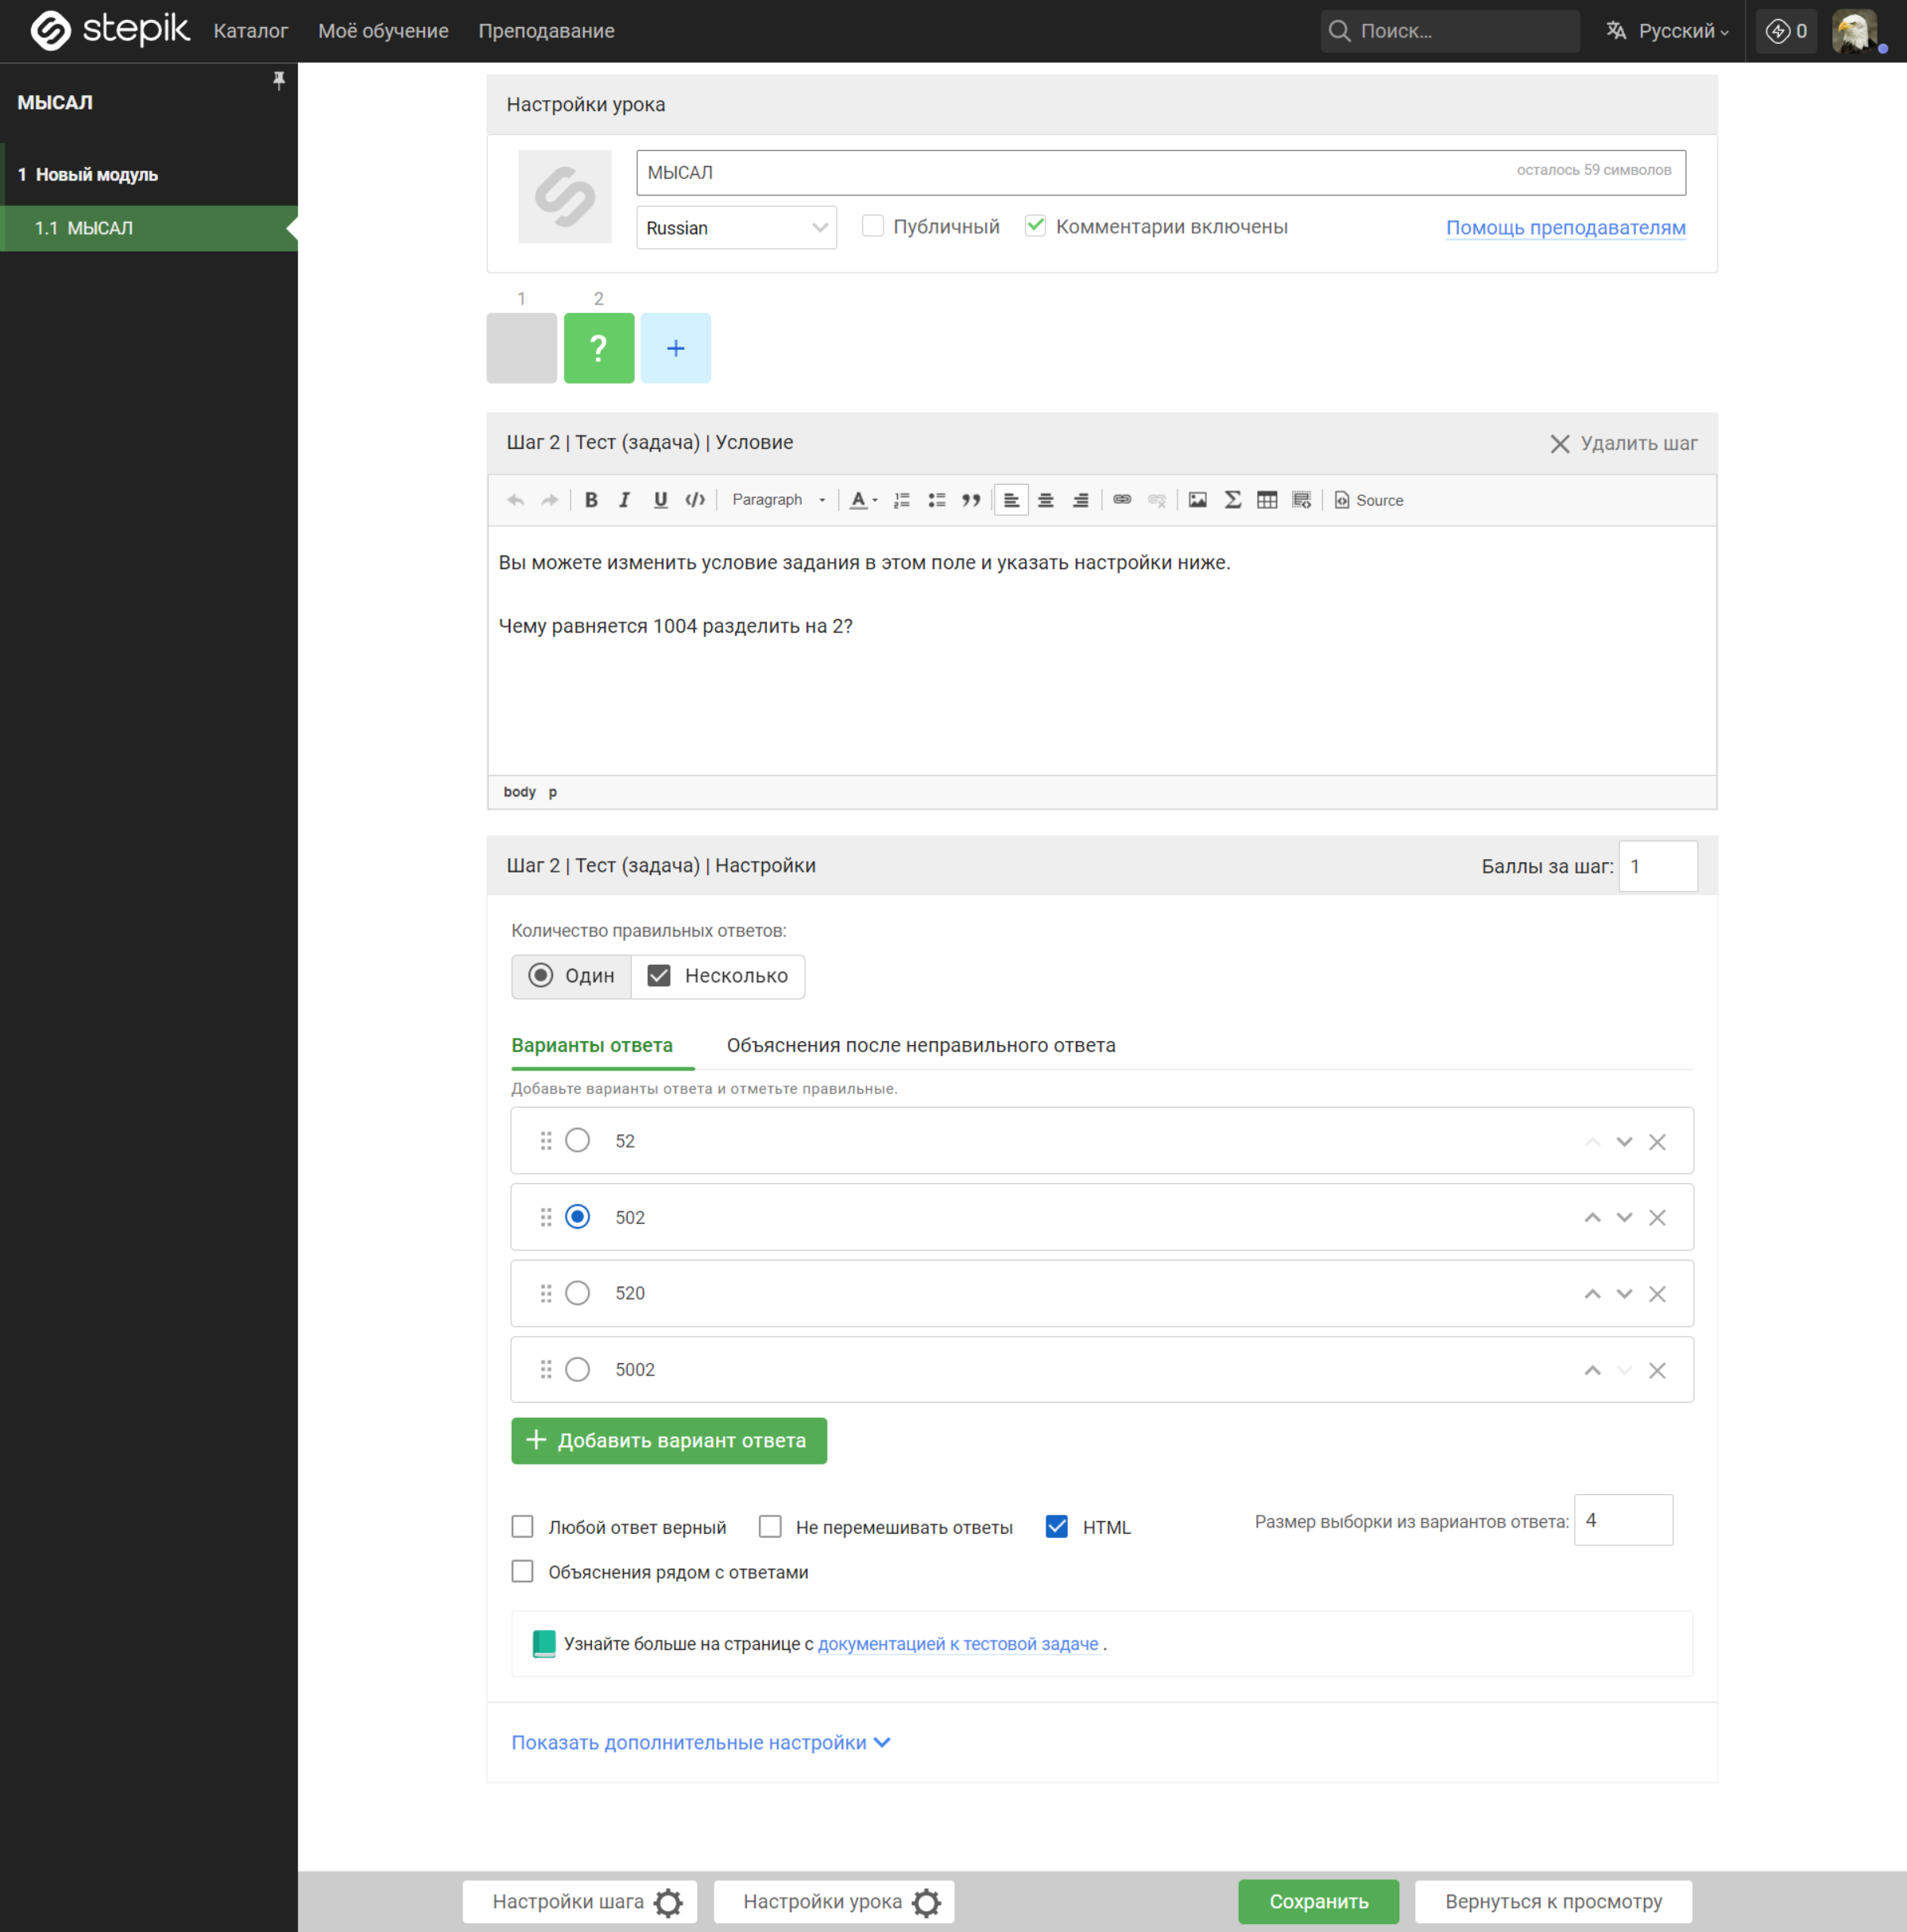 stepik Каталог Моё обучение Преподавание Поиск... Русский 0
МЫСАЛ
1 Новый модуль
1.1 МЫСАЛ
Настройки урока
МЫСАЛ осталось 59 символов
Russian Публичный Комментарии включены Помощь преподавателям
1 2
? +
Шаг 2 | Тест (задача) | Условие Удалить шаг
B I U </> Paragraph A Source
Вы можете изменить условие задания в этом поле и указать настройки ниже.
Чему равняется 1004 разделить на 2?
body p
Шаг 2 | Тест (задача) | Настройки Баллы за шаг: 1
Количество правильных ответов:
Один Несколько
Варианты ответа Объяснения после неправильного ответа
Добавьте варианты ответа и отметьте правильные.
52
502
520
5002
+ Добавить вариант ответа
Любой ответ верный Не перемешивать ответы HTML Размер выборки из вариантов ответа: 4
Объяснения рядом с ответами
Узнайте больше на странице с документацией к тестовой задаче .
Показать дополнительные настройки
Настройки шага Настройки урока Сохранить Вернуться к просмотру